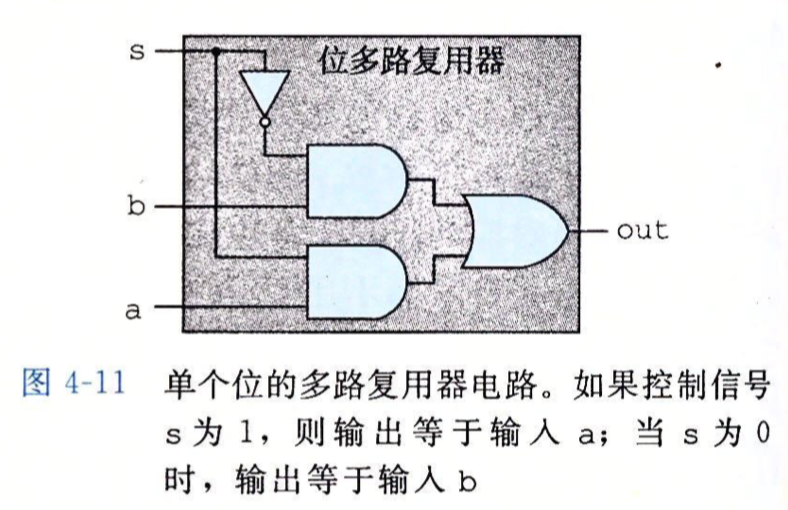 s
位多路复用器
b
out
a
图 4-11 单个位的多路复用器电路。如果控制信号
s 为 1，则输出等于输入 a；当 s 为 0
时，输出等于输入 b